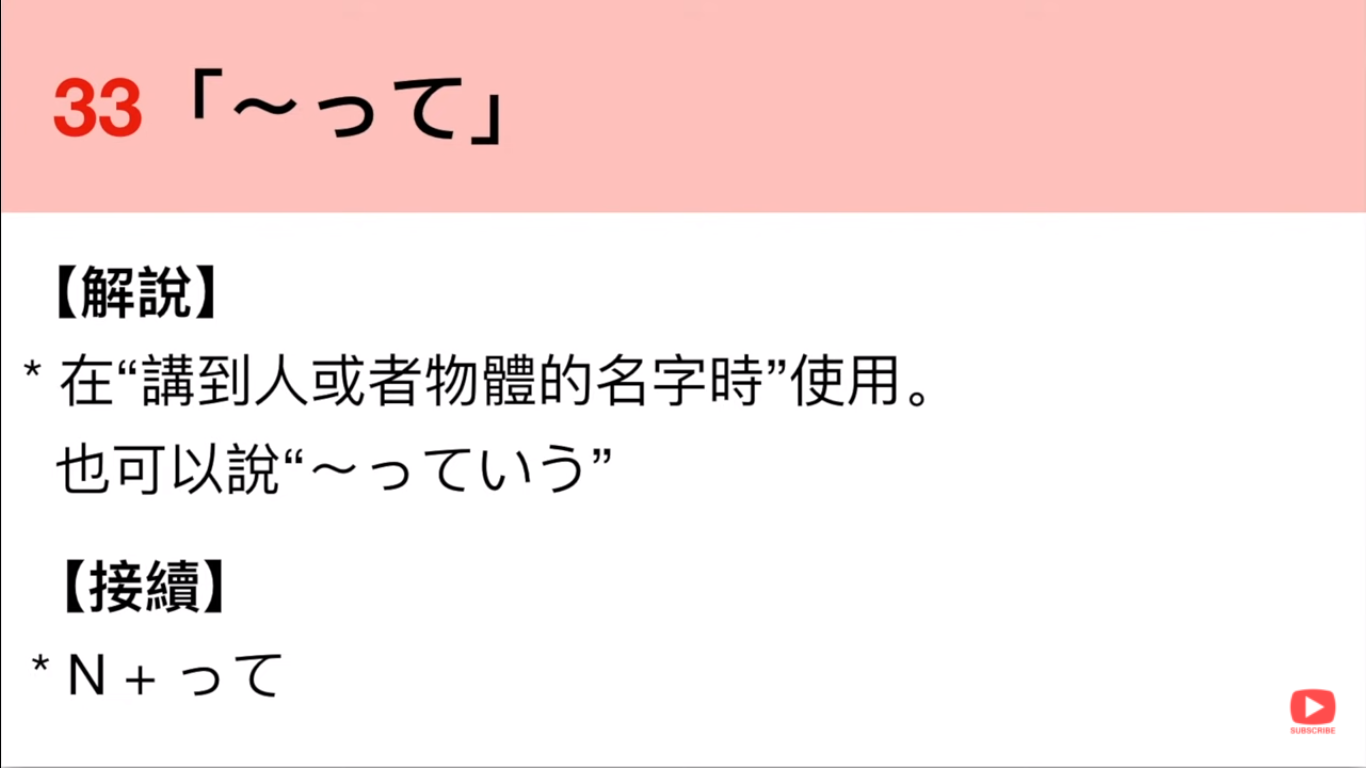 33「～って」
【解說】
* 在“講到人或者物體的名字時”使用。
也可以說“～っていう”
【接續】
* N + って
SUBSCRIBE